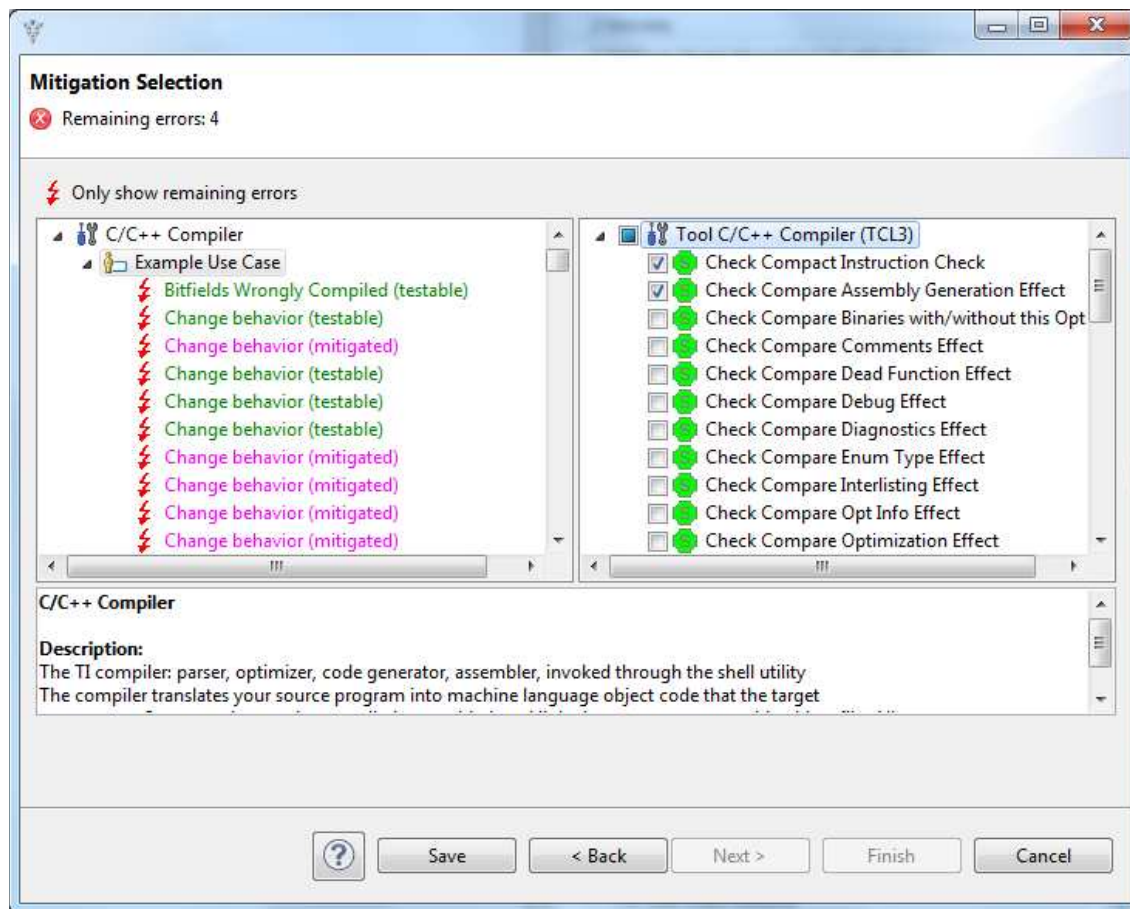 Mitigation Selection
Remaining errors: 4
Only show remaining errors
C/C++ Compiler
Example Use Case
Bitfields Wrongly Compiled (testable)
Change behavior (testable)
Change behavior (mitigated)
Change behavior (testable)
Change behavior (testable)
Change behavior (testable)
Change behavior (mitigated)
Change behavior (mitigated)
Change behavior (mitigated)
Change behavior (mitigated)
Tool C/C++ Compiler (TCL3)
Check Compact Instruction Check
Check Compare Assembly Generation Effect
Check Compare Binaries with/without this Opt
Check Compare Comments Effect
Check Compare Dead Function Effect
Check Compare Debug Effect
Check Compare Diagnostics Effect
Check Compare Enum Type Effect
Check Compare Interlisting Effect
Check Compare Opt Info Effect
Check Compare Optimization Effect
C/C++ Compiler
Description:
The TI compiler: parser, optimizer, code generator, assembler, invoked through the shell utility
The compiler translates your source program into machine language object code that the target
? Save < Back Next > Finish Cancel